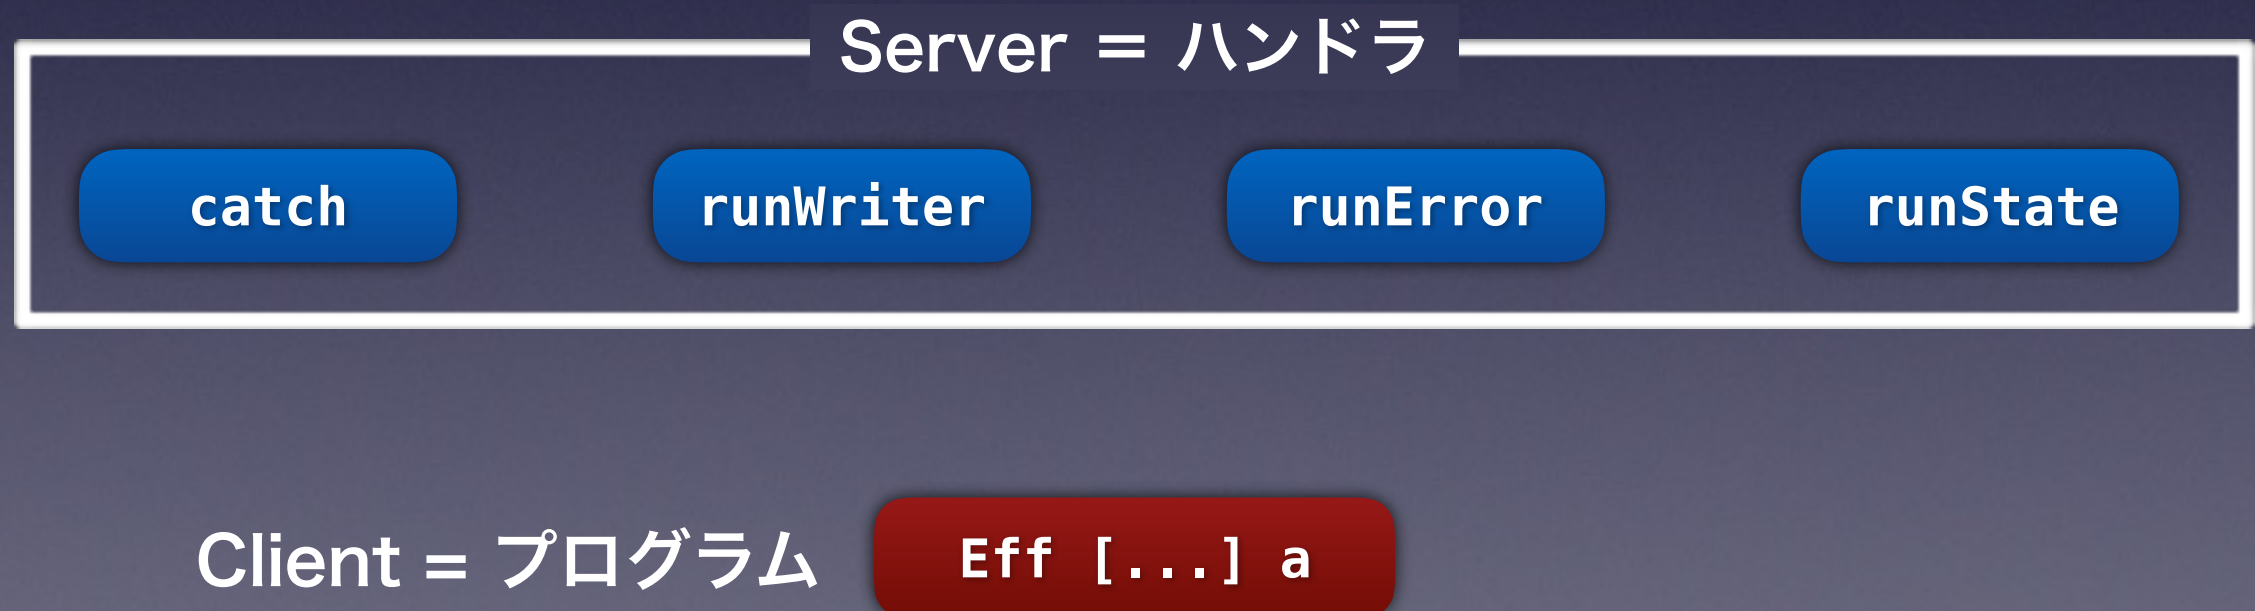 Server = ハンドラ
catch runWriter runError runState
Client = プログラム Eff [...] a